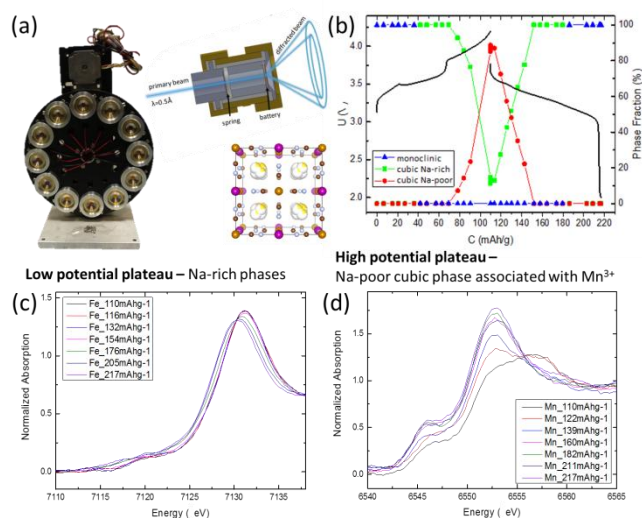 (a)
primary beam
λ=0.5Å
diffracted beam
spring
battery
(b)
U (V)
4.0
3.5
3.0
2.5
2.0
monoclinic
cubic Na-rich
cubic Na-poor
100
80
60
40
20
0
Phase Fraction (%)
0 20 40 60 80 100 120 140 160 180 200 220
C (mAh/g)
Low potential plateau – Na-rich phases
High potential plateau –
Na-poor cubic phase associated with Mn³⁺
(c)
Normalized Absorption
1.5
1.0
0.5
0.0
Fe_110mAhg-1
Fe_116mAhg-1
Fe_132mAhg-1
Fe_154mAhg-1
Fe_176mAhg-1
Fe_205mAhg-1
Fe_217mAhg-1
7110 7115 7120 7125 7130 7135
Energy ( eV)
(d)
Normalized Absorption
2.0
1.5
1.0
0.5
0.0
Mn_110mAhg-1
Mn_122mAhg-1
Mn_139mAhg-1
Mn_160mAhg-1
Mn_182mAhg-1
Mn_211mAhg-1
Mn_217mAhg-1
6540 6545 6550 6555 6560 6565
Energy ( eV)